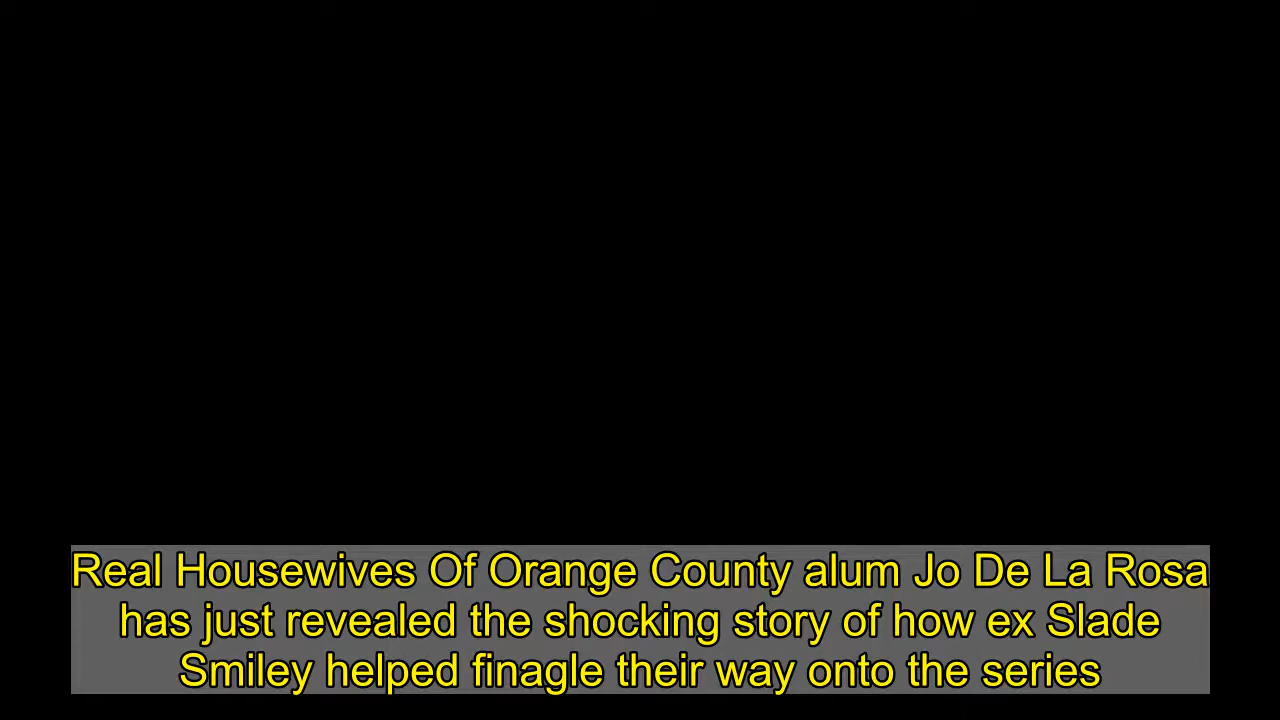 Real Housewives Of Orange County alum Jo De La Rosa
has just revealed the shocking story of how ex Slade
Smiley helped finagle their way onto the series